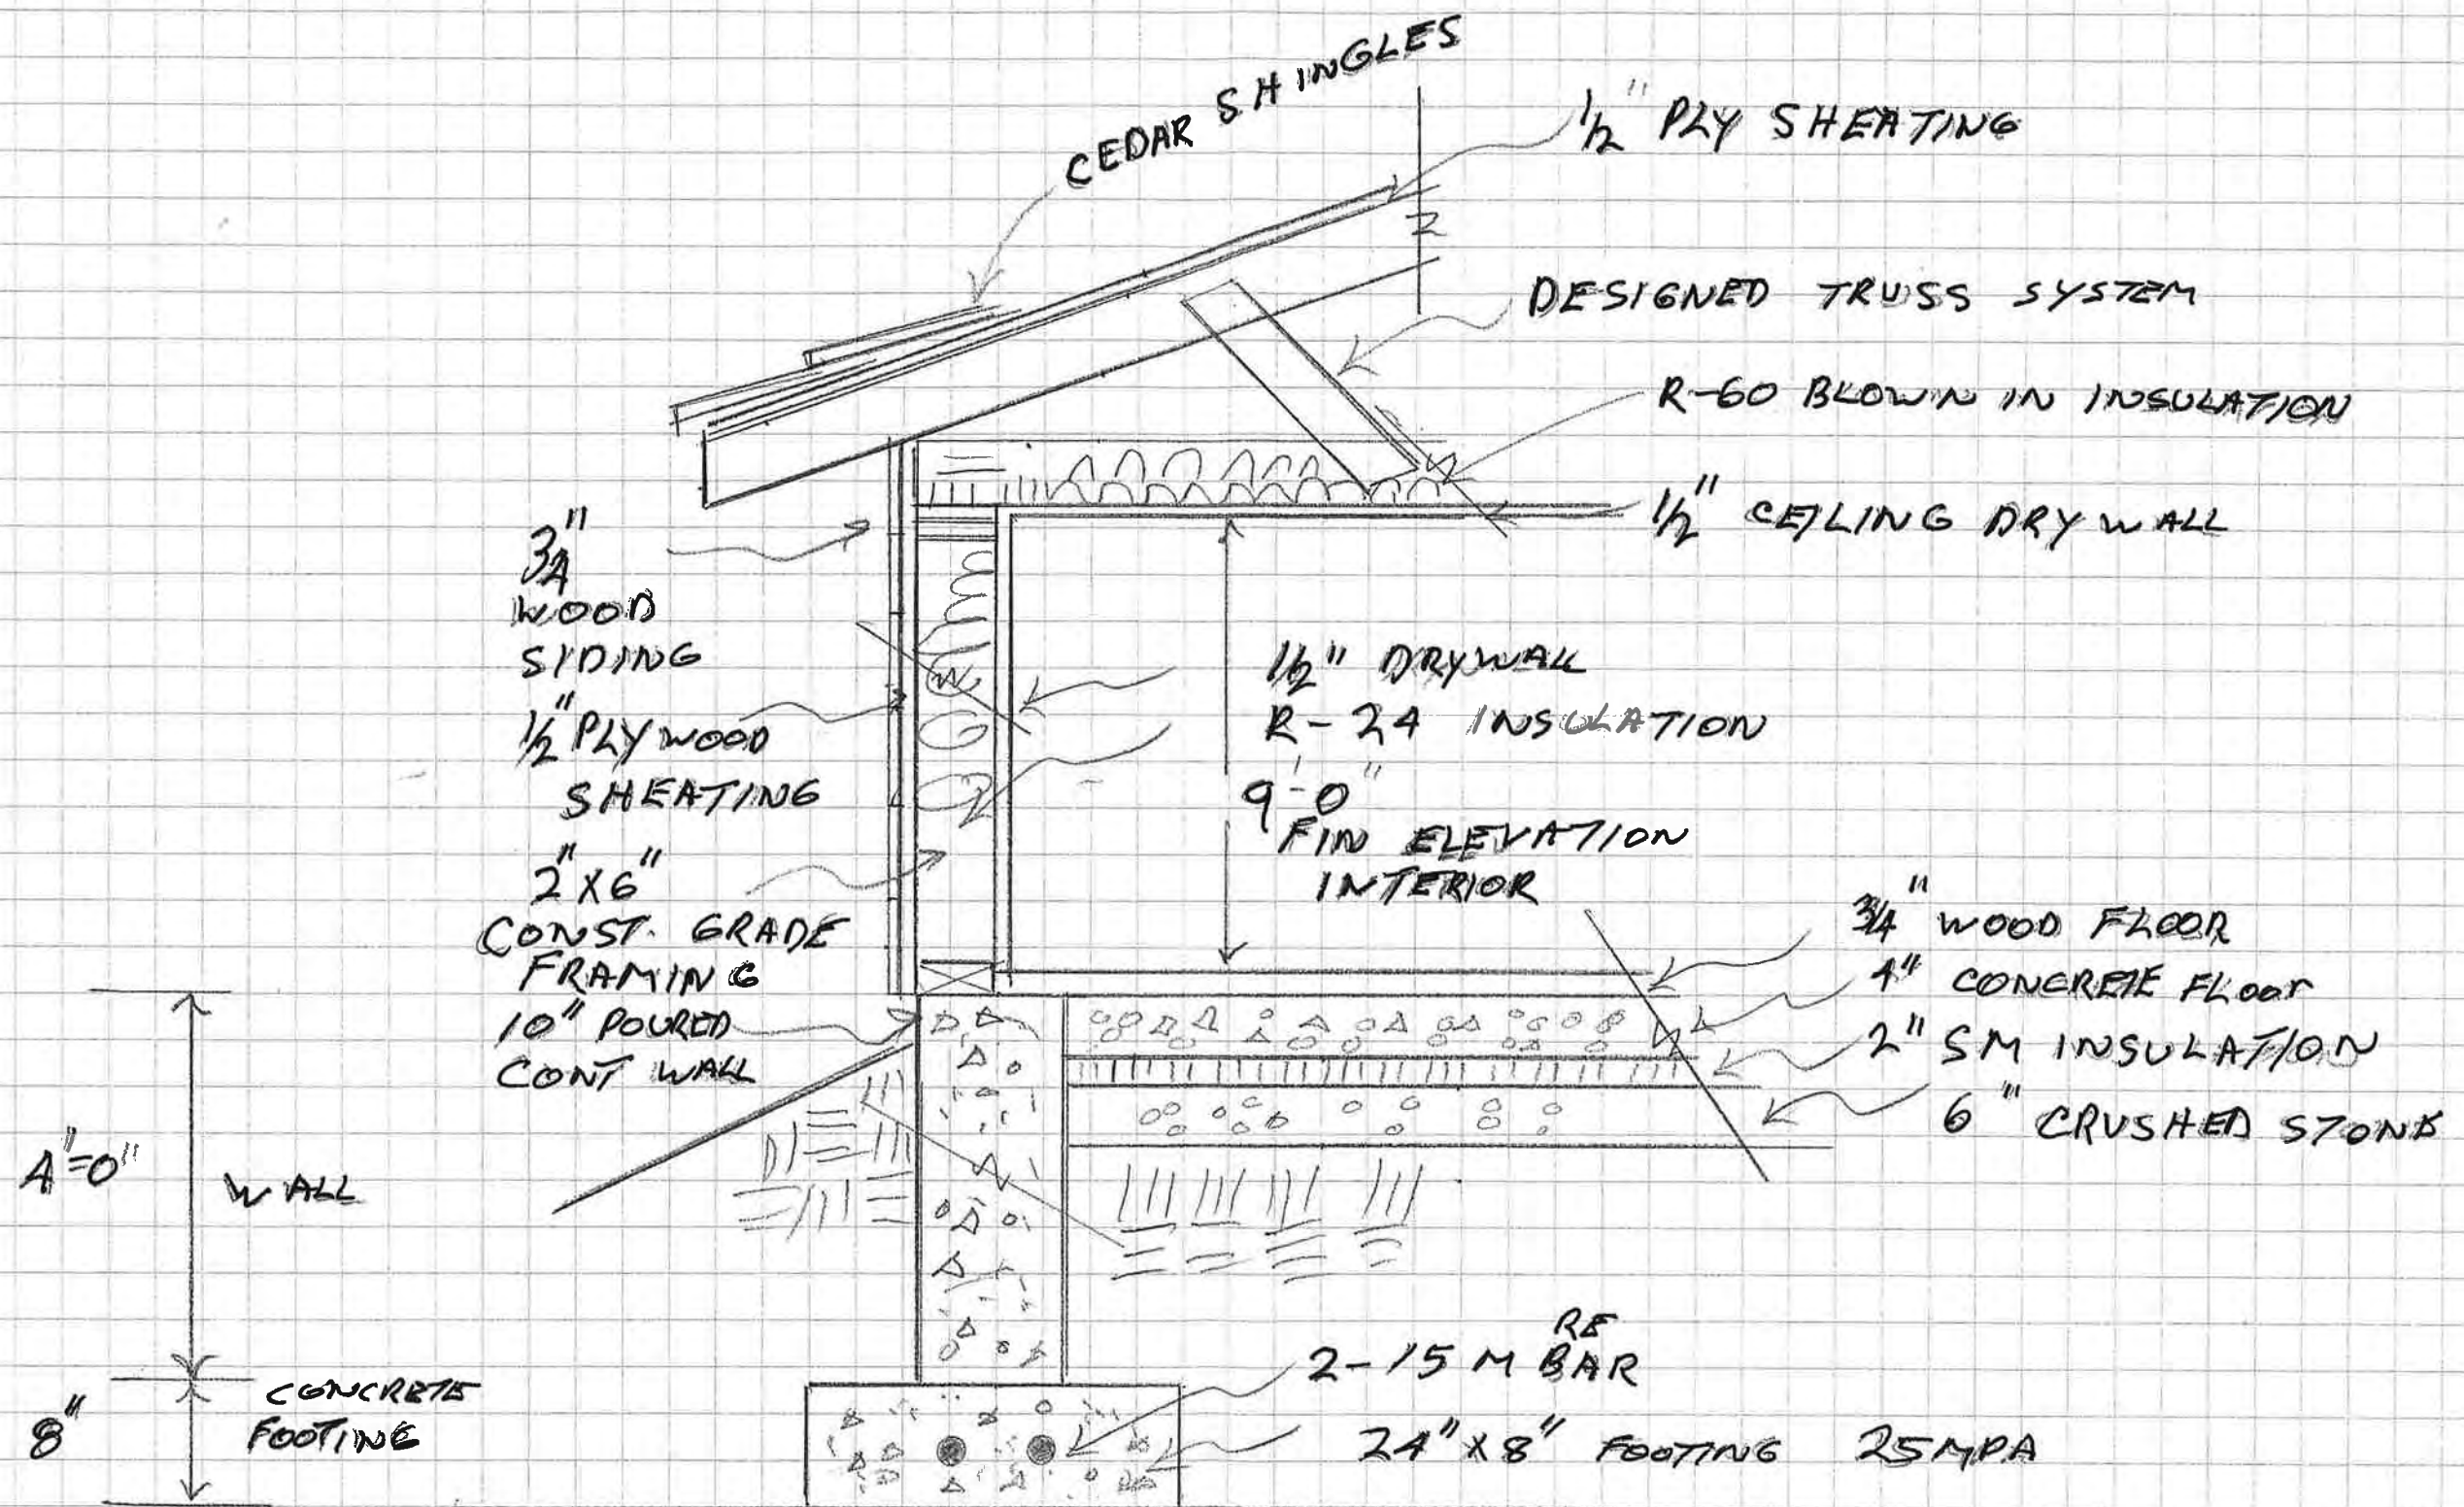 CEDAR SHINGLES
1/2" PLY SHEATING
DESIGNED TRUSS SYSTEM
R-60 BLOWN IN INSULATION
1/2" CEILING DRYWALL
3/4"
WOOD
SIDING
1/2" PLYWOOD
SHEATING
2"X6"
CONST. GRADE
FRAMING
10" POURED
CONT WALL
1/2" DRYWALL
R-24 INSULATION
9'-0"
FIN ELEVATION
INTERIOR
3/4" WOOD FLOOR
4" CONCRETE FLOOR
2" SM INSULATION
6" CRUSHED STONE
4"=0"
WALL
8"
CONCRETE
FOOTING
RE
2-15 M BAR
24"X8" FOOTING 25MPA